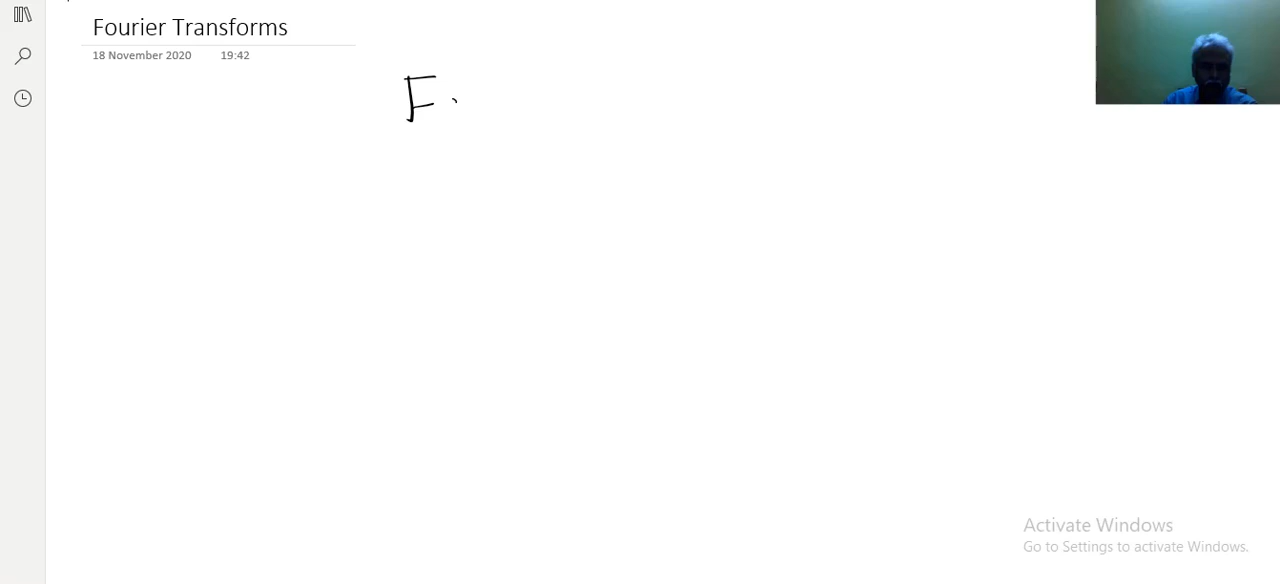 Fourier Transforms
18 November 2020 19:42
F.
Activate Windows
Go to Settings to activate Windows.